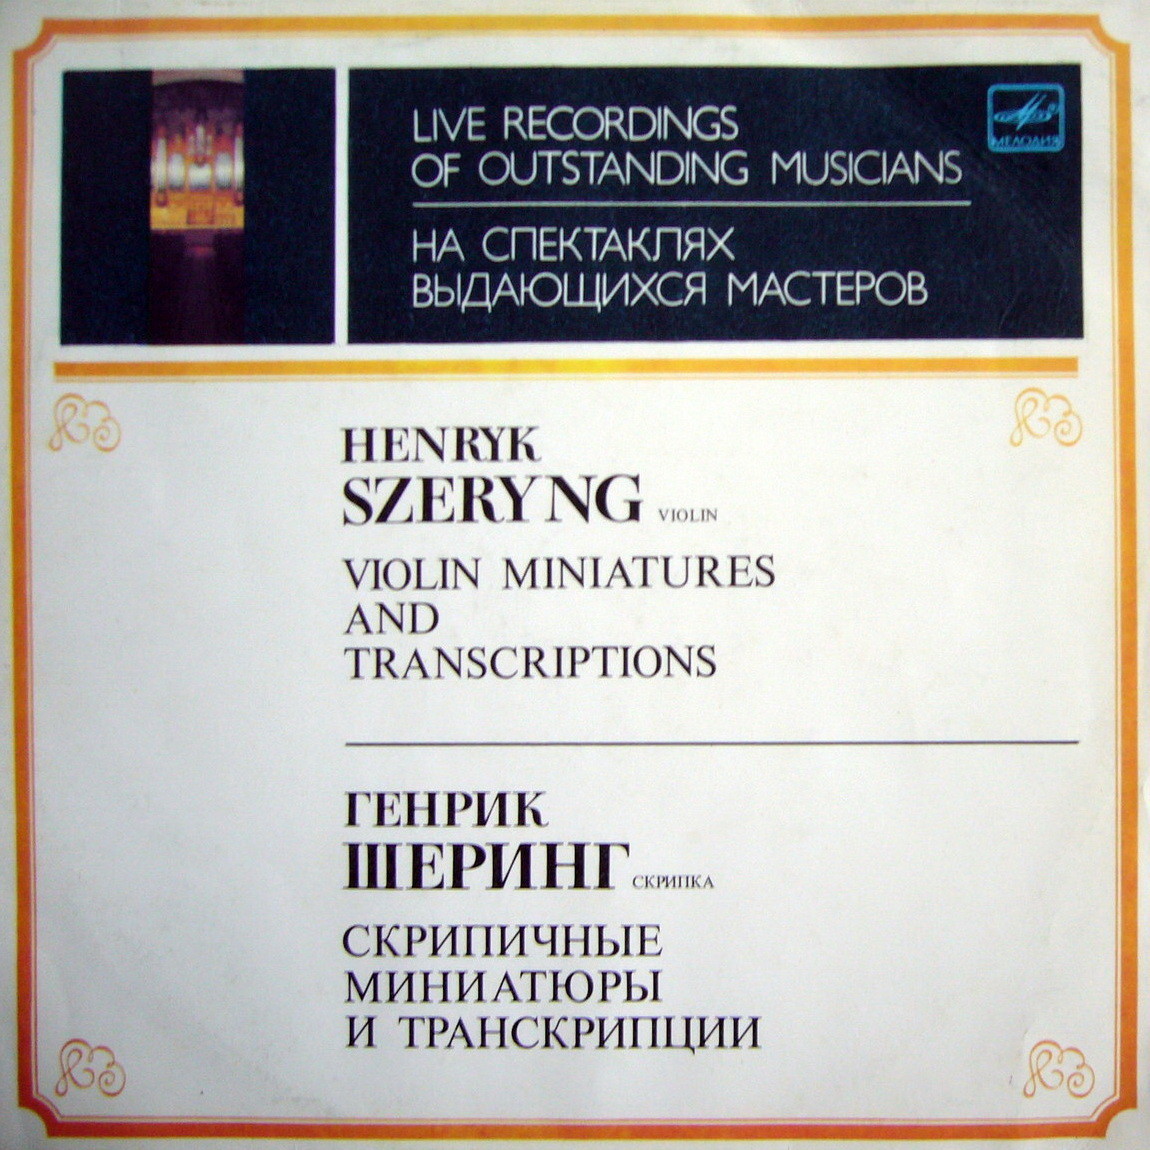 LIVE RECORDINGS
OF OUTSTANDING MUSICIANS
НА СПЕКТАКЛЯХ
ВЫДАЮЩИХСЯ МАСТЕРОВ
МЕЛОДИЯ
HENRYK
SZERYNG VIOLIN
VIOLIN MINIATURES
AND
TRANSCRIPTIONS
ГЕНРИК
ШЕРИНГ СКРИПКА
СКРИПИЧНЫЕ
МИНИАТЮРЫ
И ТРАНСКРИПЦИИ